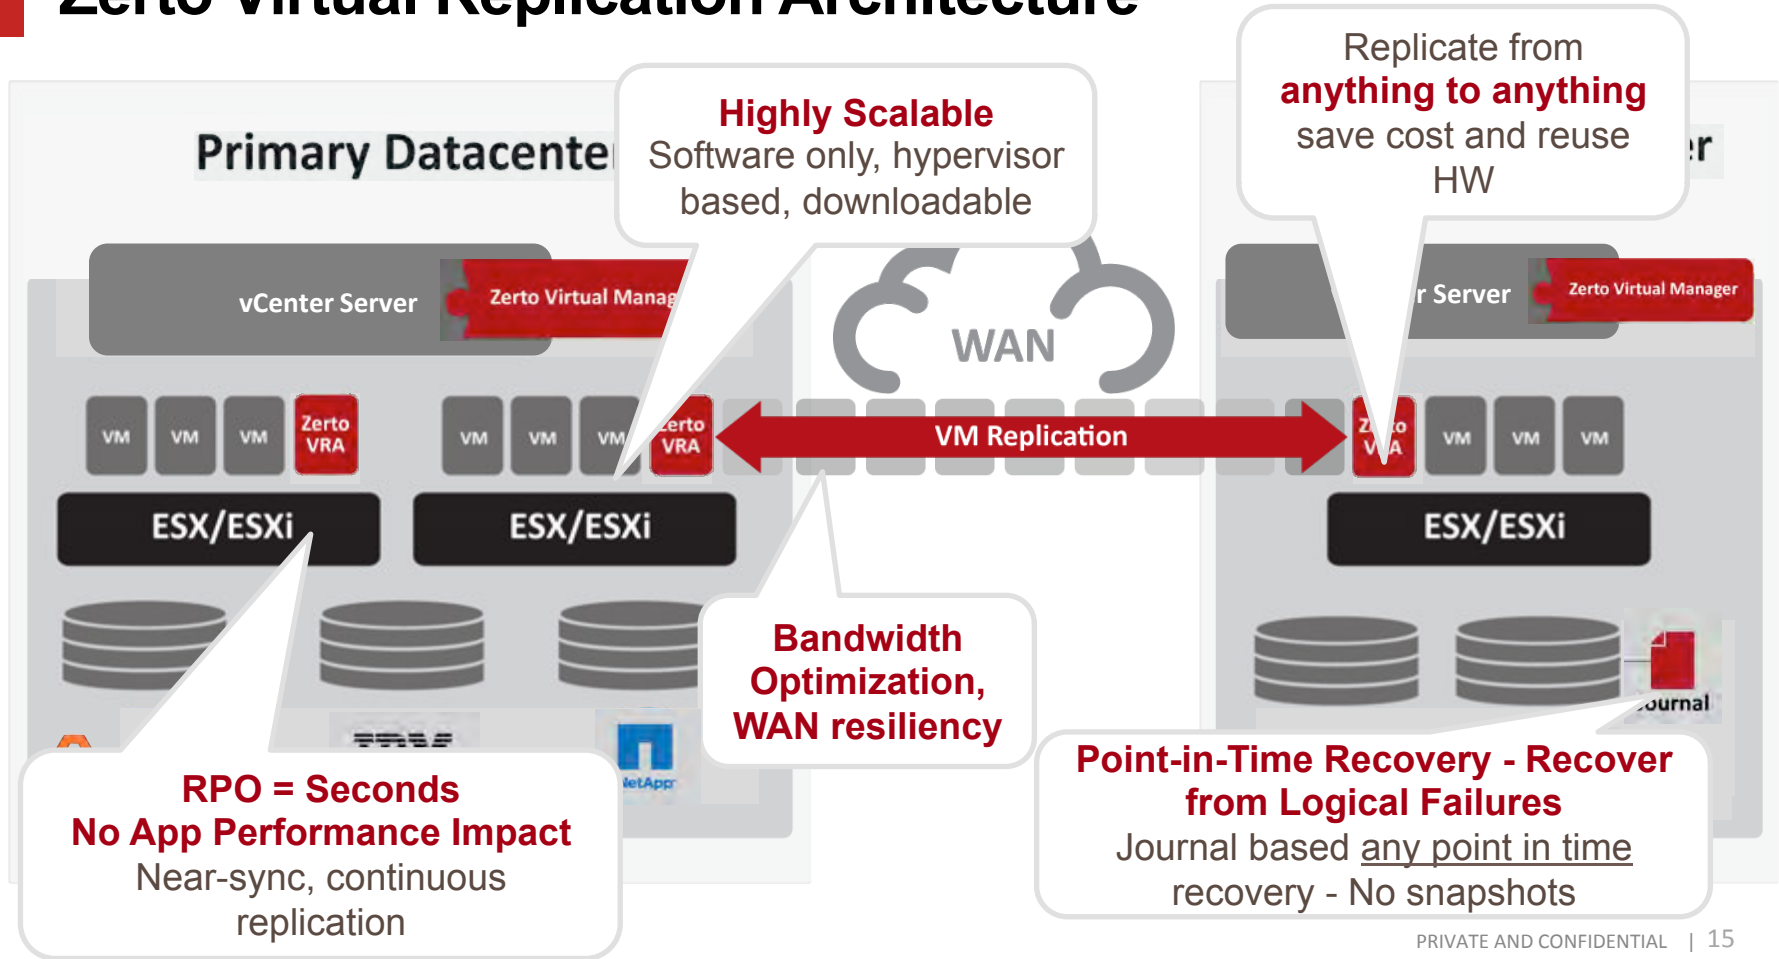 Zerto Virtual Replication Architecture
Replicate from
anything to anything
save cost and reuse
HW
Highly Scalable
Software only, hypervisor
based, downloadable
Primary Datacente
r
vCenter Server
Zerto Virtual Manag
WAN
r Server
Zerto Virtual Manager
VM
VM
VM
Zerto
VRA
VM
VM
VM
Zerto
VRA
VM Replication
VM
VM
VM
ESX/ESXi
ESX/ESXi
ESX/ESXi
Bandwidth
Optimization,
WAN resiliency
Journal
IBM
NetApp
RPO = Seconds
No App Performance Impact
Near-sync, continuous
replication
Point-in-Time Recovery - Recover
from Logical Failures
Journal based any point in time
recovery - No snapshots
PRIVATE AND CONFIDENTIAL | 15